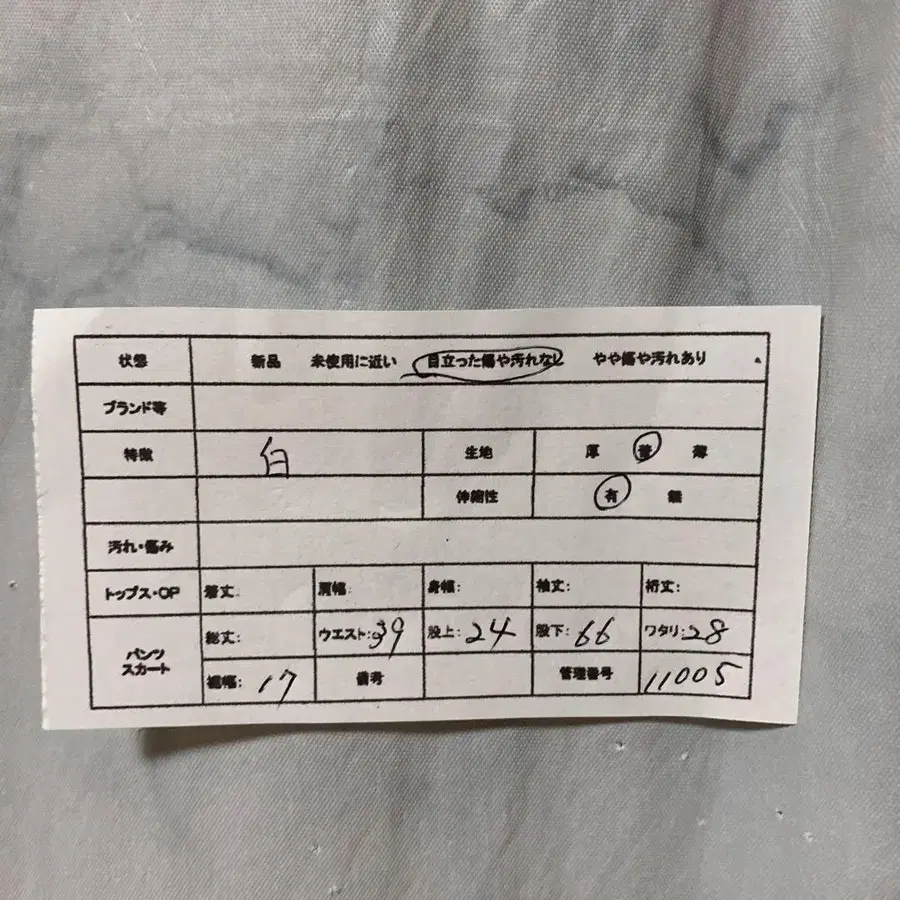 状態 新品 未使用に近い 目立った傷や汚れなし やや傷や汚れあり
ブランド等
特徴 白 生地 厚 普 薄
伸縮性 有 無
汚れ・傷み
トップス・OP 着丈: 肩幅: 身幅: 袖丈: 裄丈:
パンツ スカート 総丈: ウエスト:39 股上:24 股下:66 ワタリ:28
裾幅: 17 備考 管理番号 11005